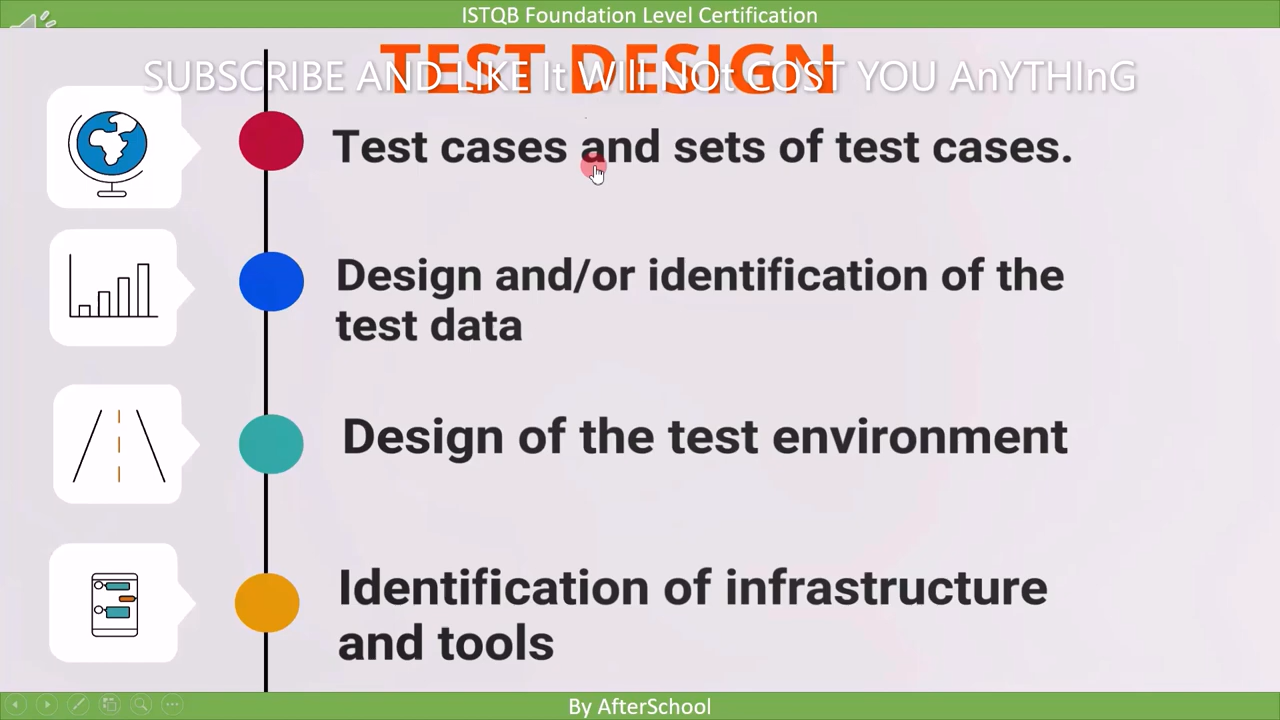 ISTQB Foundation Level Certification
TEST DESIGN
SUBSCRIBE AND LIKE It WIll NOt COST YOU AnYTHInG
Test cases and sets of test cases.
Design and/or identification of the
test data
Design of the test environment
Identification of infrastructure
and tools
By AfterSchool